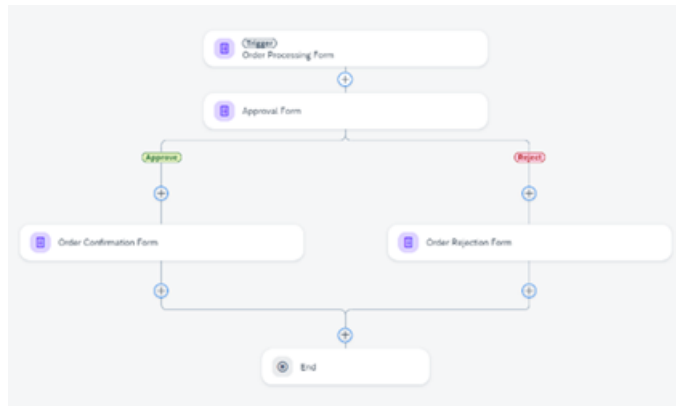 Trigger
Order Processing Form
Approval Form
Approve
Reject
Order Confirmation Form
Order Rejection Form
End